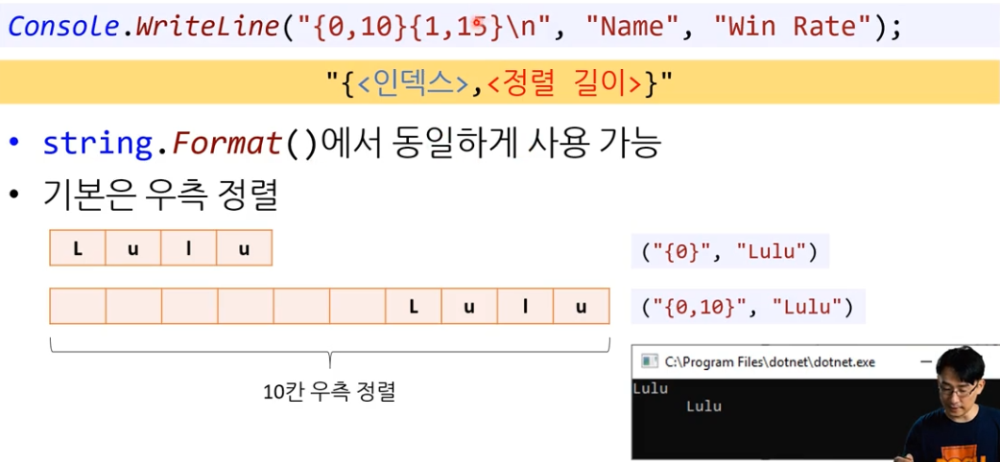 Console.WriteLine("{0,10}{1,15}\n", "Name", "Win Rate");
"{<인덱스>,<정렬 길이>}"
• string.Format()에서 동일하게 사용 가능
• 기본은 우측 정렬
L u l u
("{0}", "Lulu")
L u l u
("{0,10}", "Lulu")
10칸 우측 정렬
C:\Program Files\dotnet\dotnet.exe
Lulu
Lulu